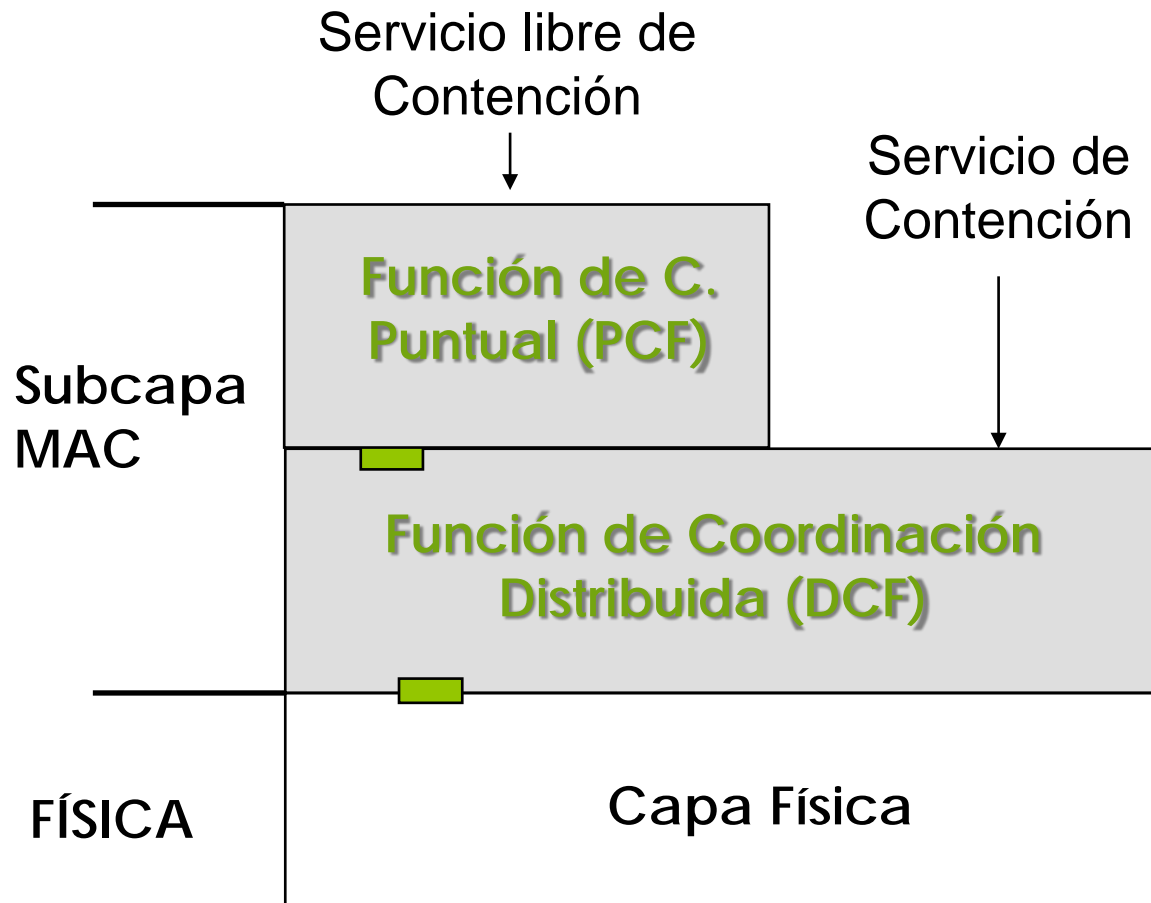 Servicio libre de
Contención
Servicio de
Contención
Función de C.
Puntual (PCF)
Subcapa
MAC
Función de Coordinación
Distribuida (DCF)
FÍSICA
Capa Física